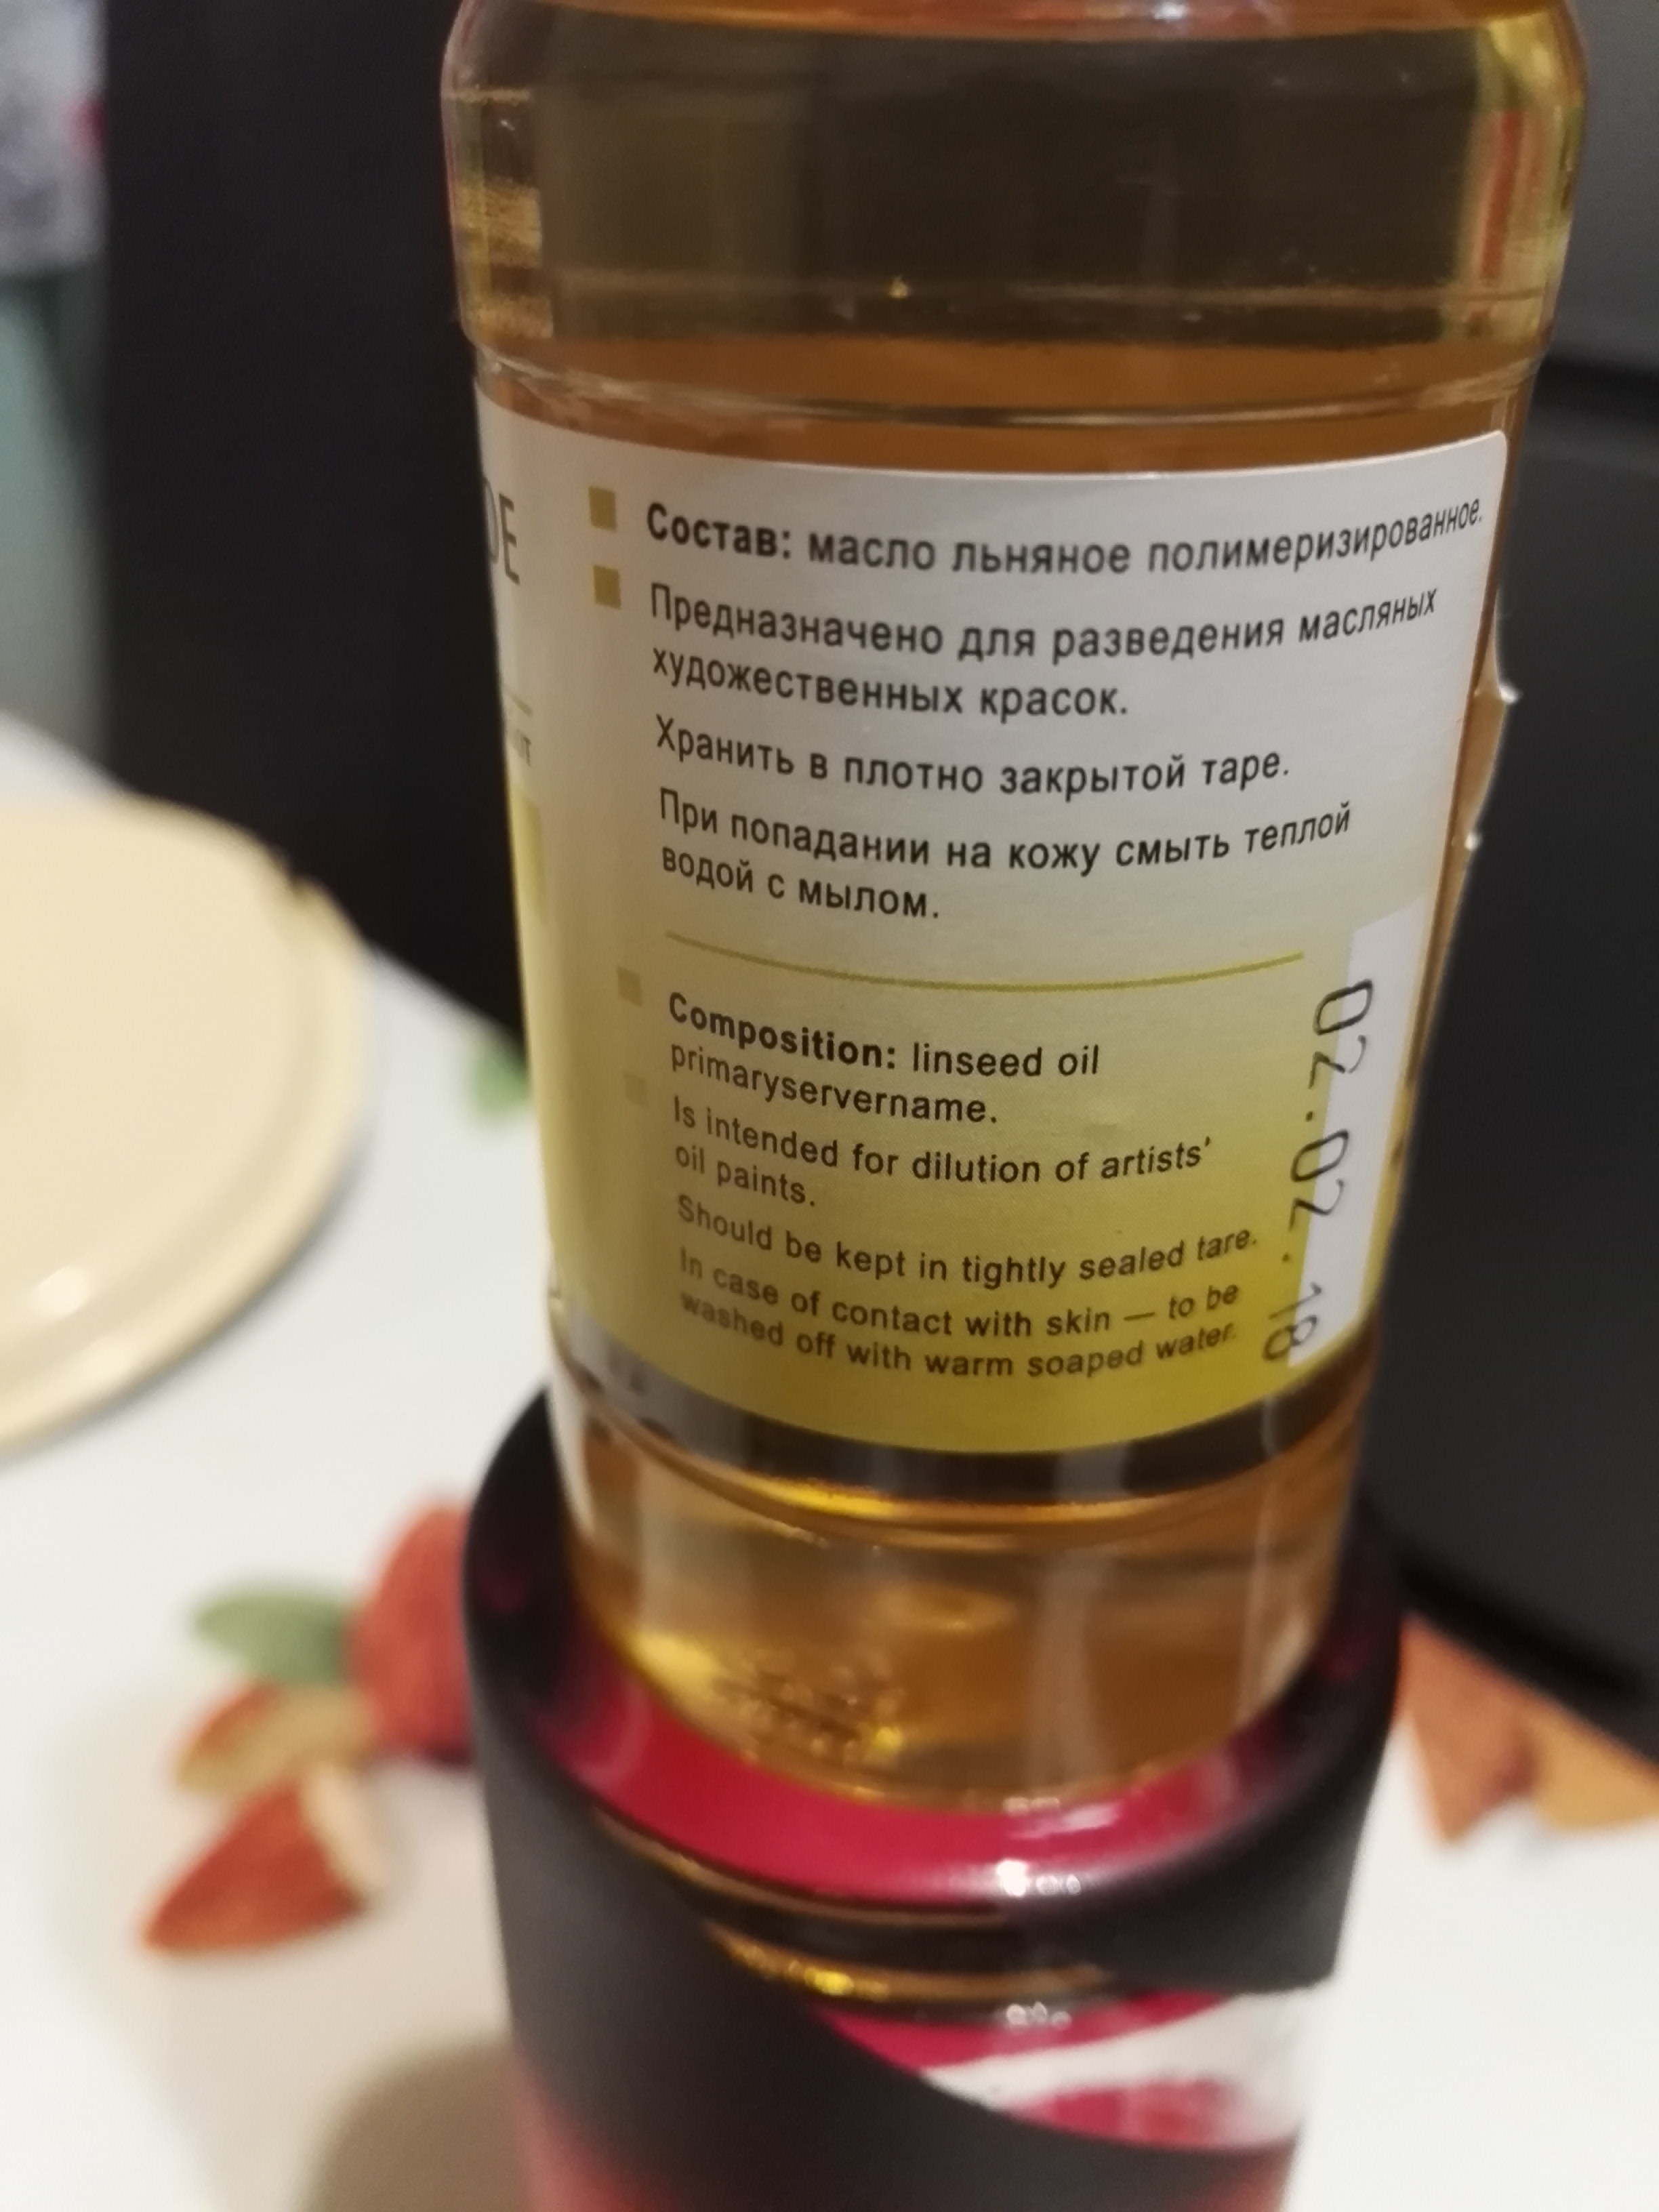 DE
Состав: масло льняное полимеризированное.
Предназначено для разведения масляных
художественных красок.
Хранить в плотно закрытой таре.
При попадании на кожу смыть теплой
водой с мылом.
Composition: linseed oil
primaryservername.
Is intended for dilution of artists'
oil paints.
Should be kept in tightly sealed tare.
In case of contact with skin — to be
washed off with warm soaped water.
02.02.18